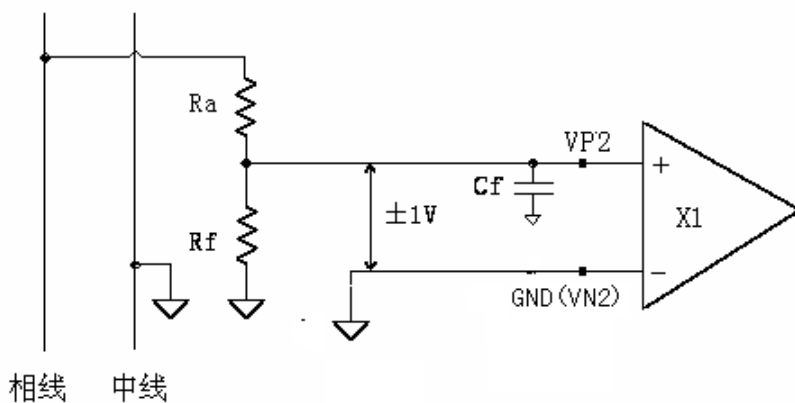 Ra
VP2
Cf
+
±1V
X1
Rf
−
GND(VN2)
相线
中线